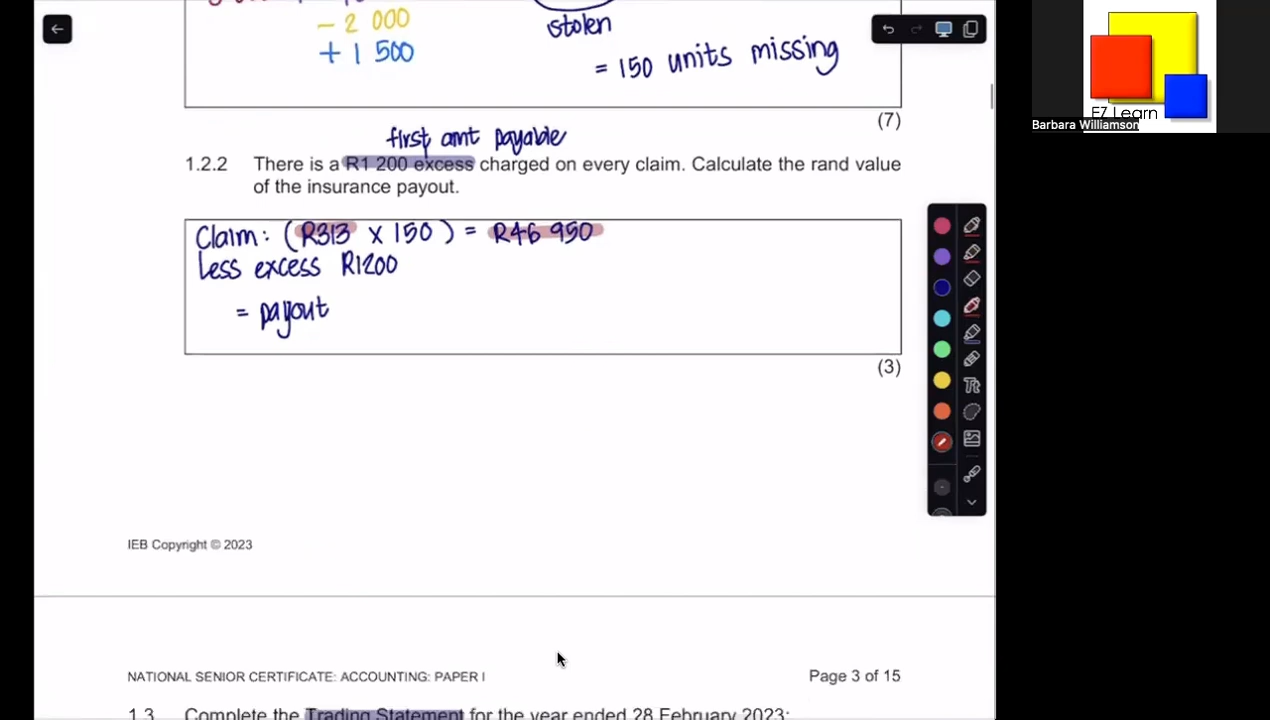 - 2 000
+ 1 500
stolen
= 150 units missing
(7)
first amt payable
1.2.2 There is a R1 200 excess charged on every claim. Calculate the rand value
of the insurance payout.
Claim: (R313 x 150) = R46 950
Less excess R1200
= payout
(3)
IEB Copyright © 2023
NATIONAL SENIOR CERTIFICATE: ACCOUNTING: PAPER I Page 3 of 15
1.3 Complete the Trading Statement for the year ended 28 February 2023:
EZ Learn
Barbara Williamson
Tt